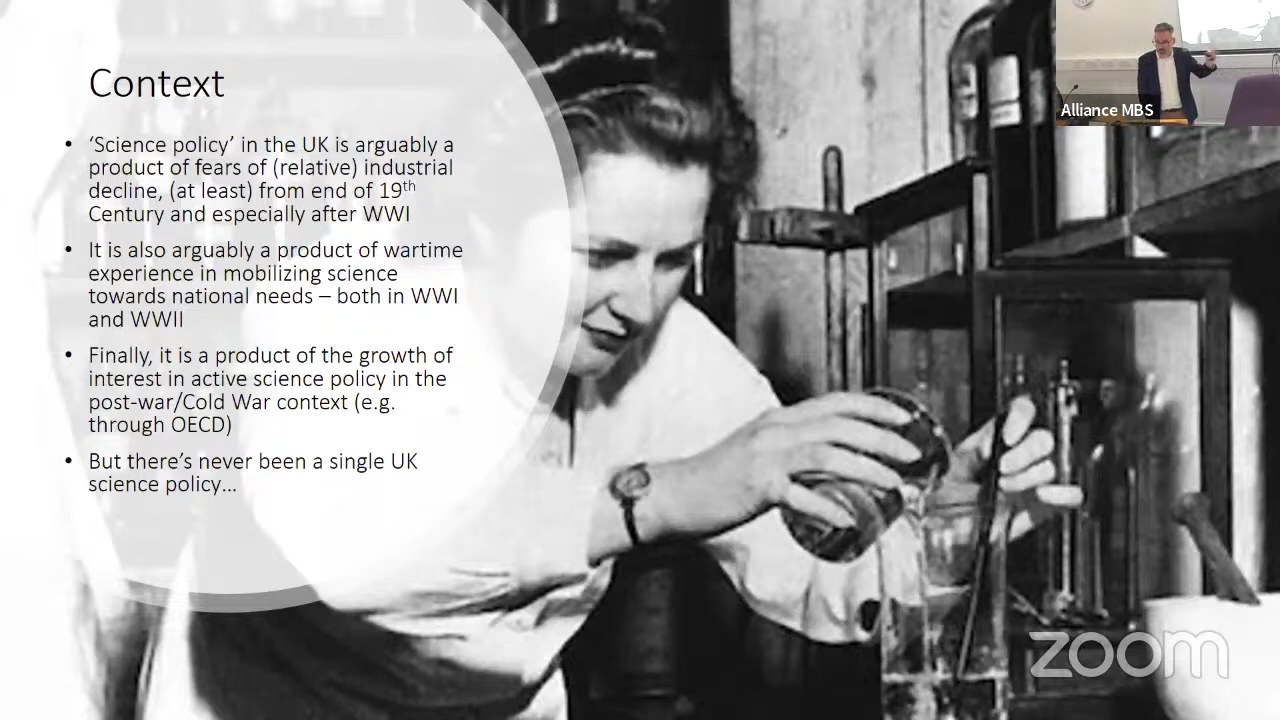 Context
• ‘Science policy’ in the UK is arguably a
product of fears of (relative) industrial
decline, (at least) from end of 19th
Century and especially after WWI
• It is also arguably a product of wartime
experience in mobilizing science
towards national needs – both in WWI
and WWII
• Finally, it is a product of the growth of
interest in active science policy in the
post-war/Cold War context (e.g.
through OECD)
• But there’s never been a single UK
science policy…
Alliance MBS
zoom